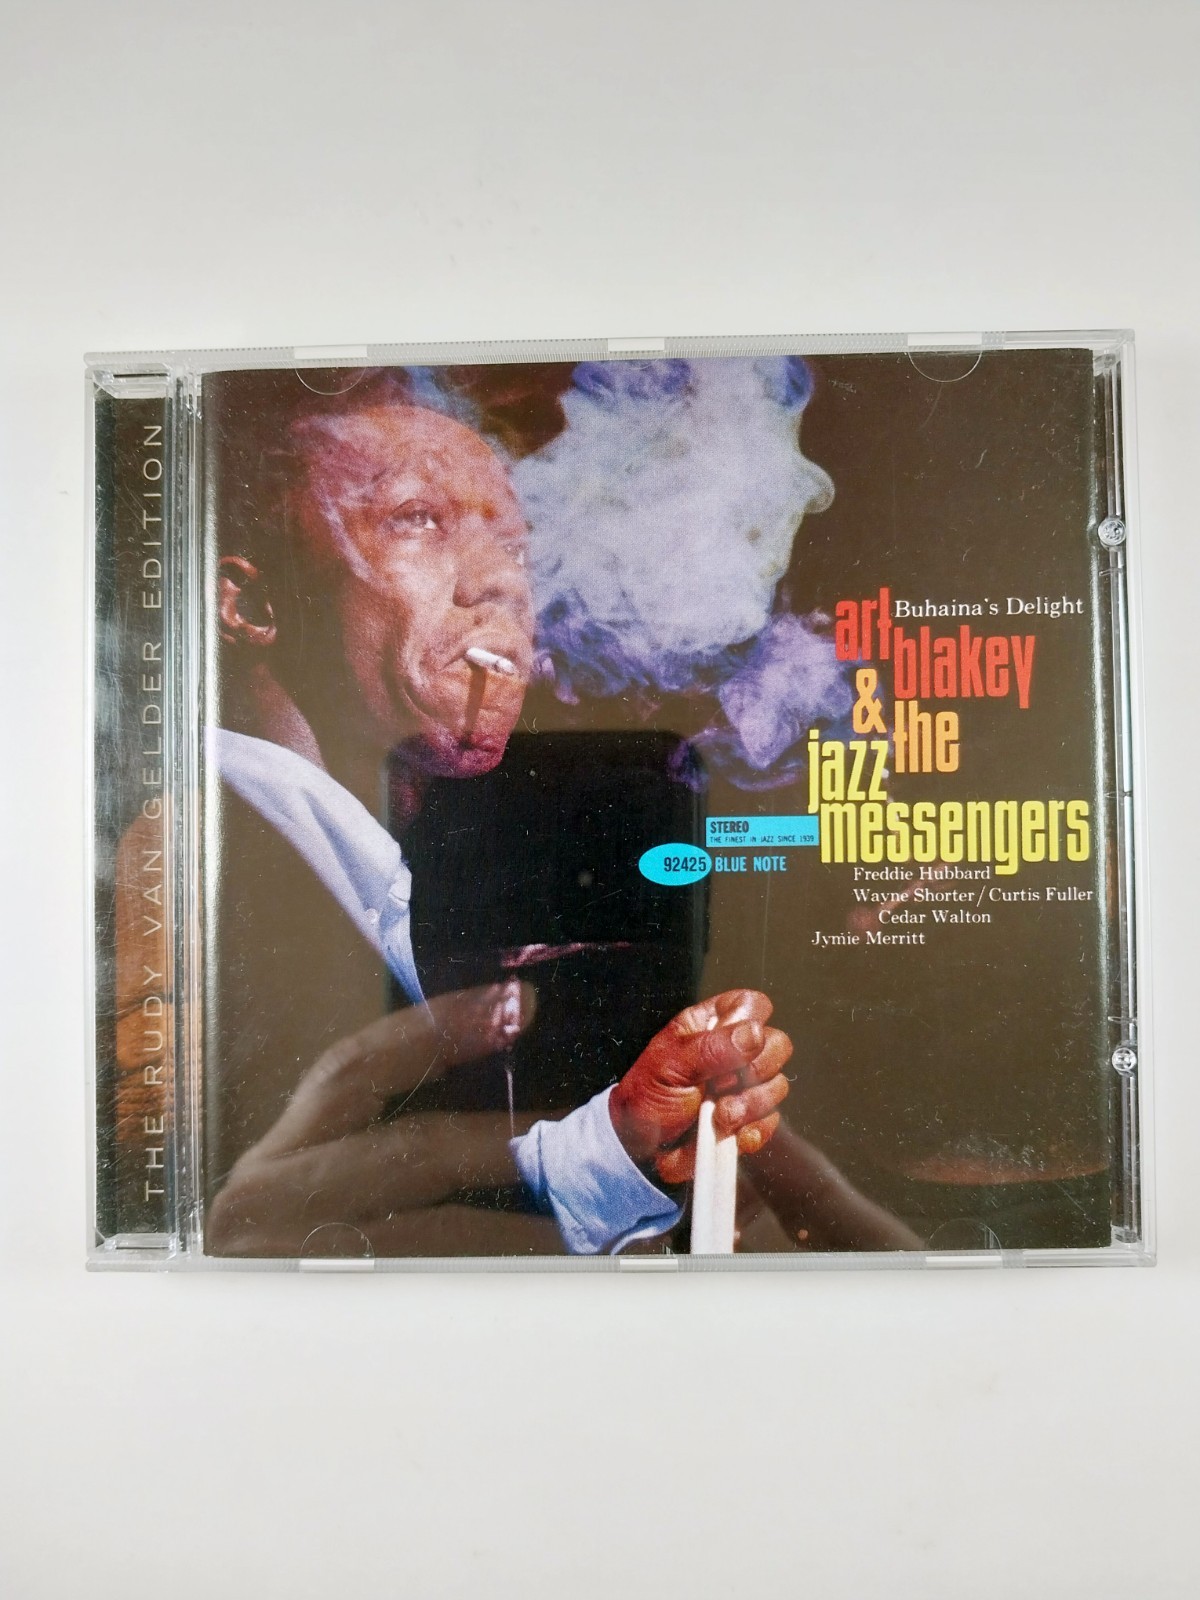 THE RUDY VAN GELDER EDITION
Buhaina's Delight
art
blakey
& the
jazz
messengers
STEREO
THE FINEST IN JAZZ SINCE 1939
92425 BLUE NOTE
Freddie Hubbard
Wayne Shorter / Curtis Fuller
Cedar Walton
Jymie Merritt